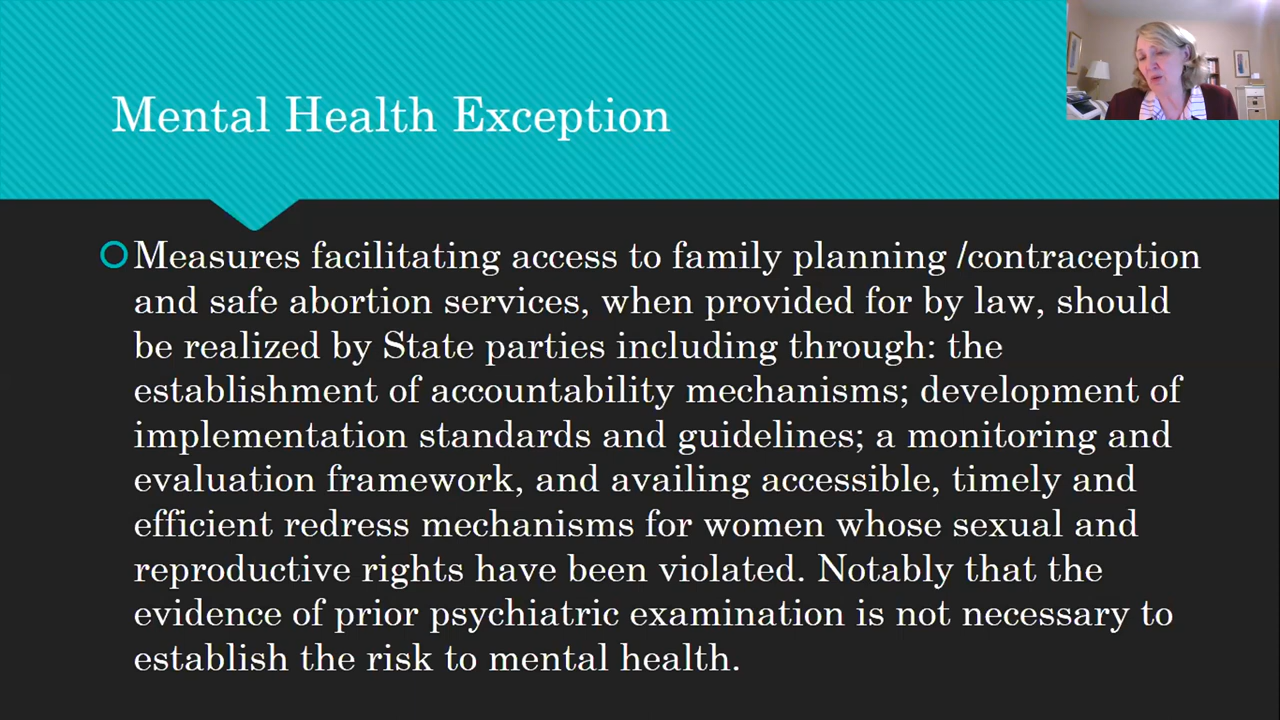 Mental Health Exception
Measures facilitating access to family planning /contraception
and safe abortion services, when provided for by law, should
be realized by State parties including through: the
establishment of accountability mechanisms; development of
implementation standards and guidelines; a monitoring and
evaluation framework, and availing accessible, timely and
efficient redress mechanisms for women whose sexual and
reproductive rights have been violated. Notably that the
evidence of prior psychiatric examination is not necessary to
establish the risk to mental health.